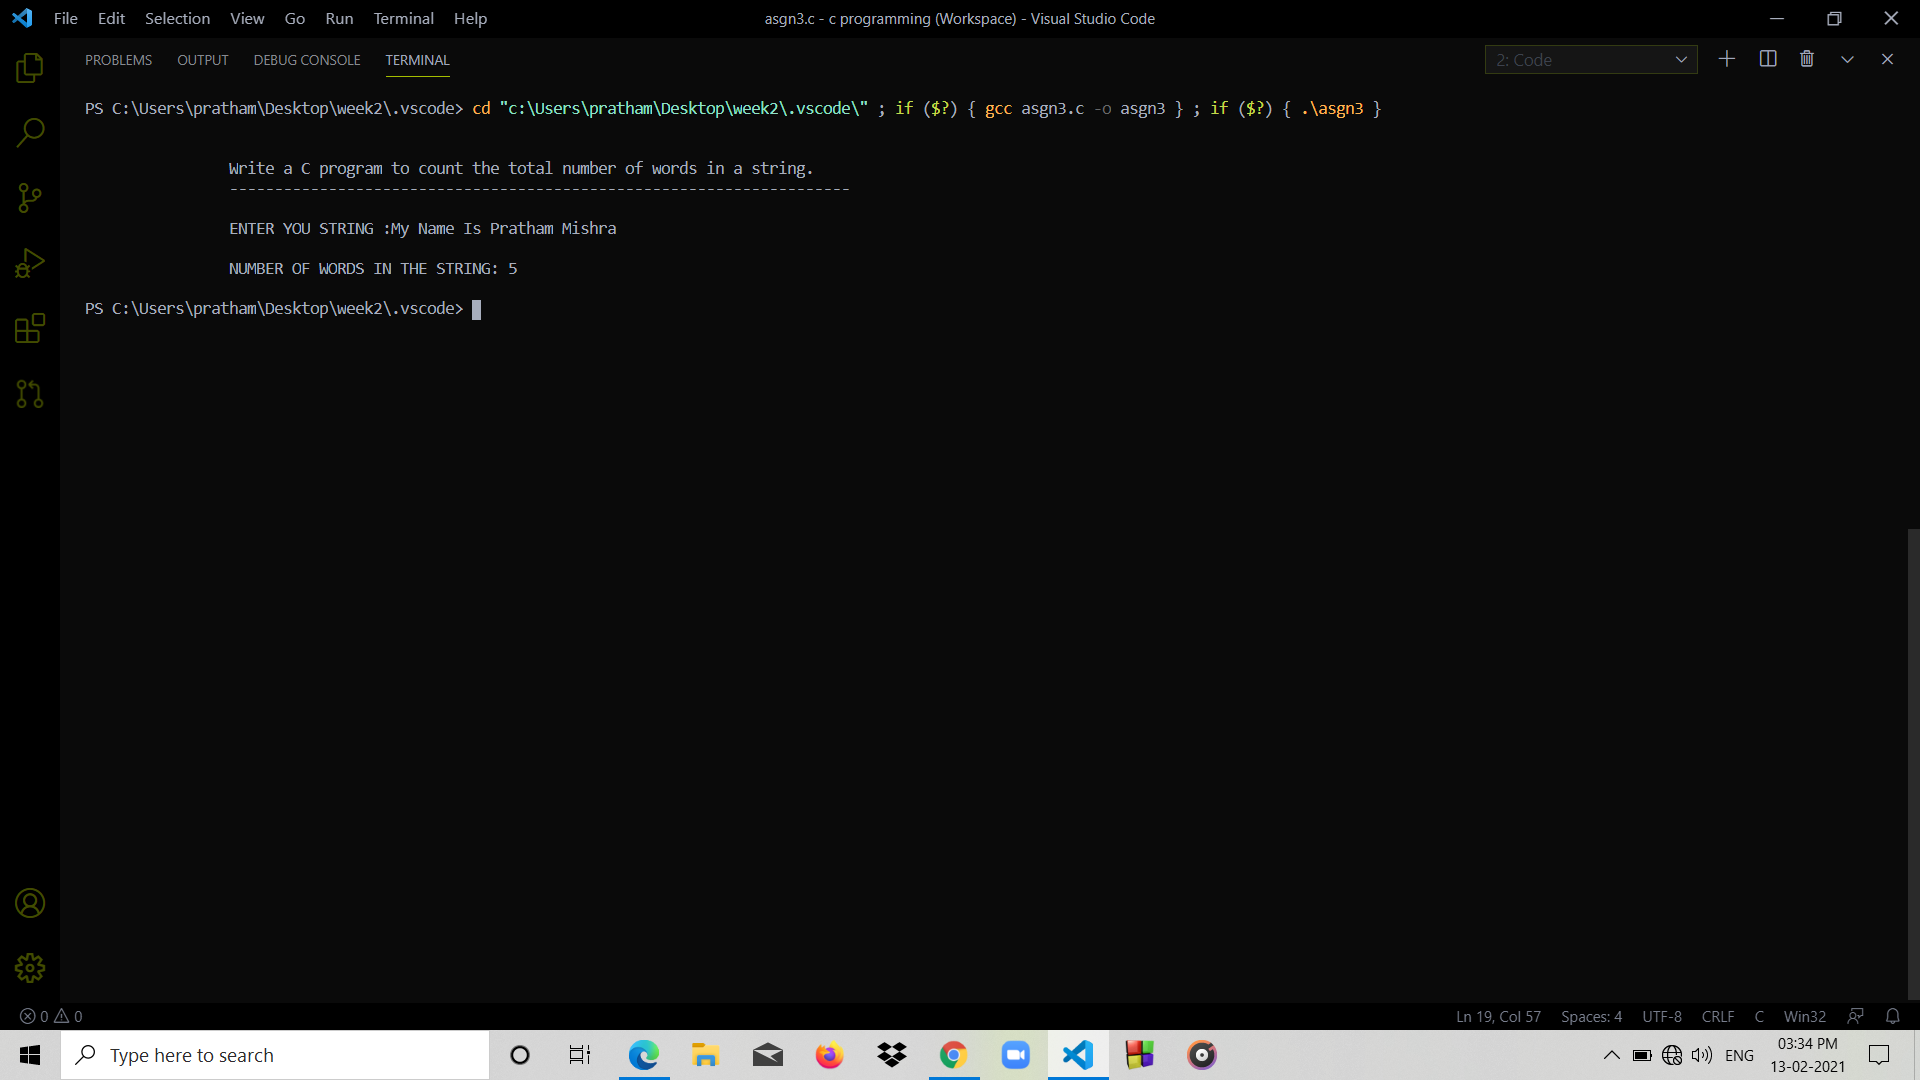 File Edit Selection View Go Run Terminal Help asgn3.c - c programming (Workspace) - Visual Studio Code
PROBLEMS OUTPUT DEBUG CONSOLE TERMINAL 2: Code
PS C:\Users\pratham\Desktop\week2\.vscode> cd "c:\Users\pratham\Desktop\week2\.vscode\" ; if ($?) { gcc asgn3.c -o asgn3 } ; if ($?) { .\asgn3 }
Write a C program to count the total number of words in a string.
---------------------------------------------------------------------
ENTER YOU STRING :My Name Is Pratham Mishra
NUMBER OF WORDS IN THE STRING: 5
PS C:\Users\pratham\Desktop\week2\.vscode>
0 0 Ln 19, Col 57 Spaces: 4 UTF-8 CRLF C Win32
Type here to search ENG 03:34 PM
13-02-2021